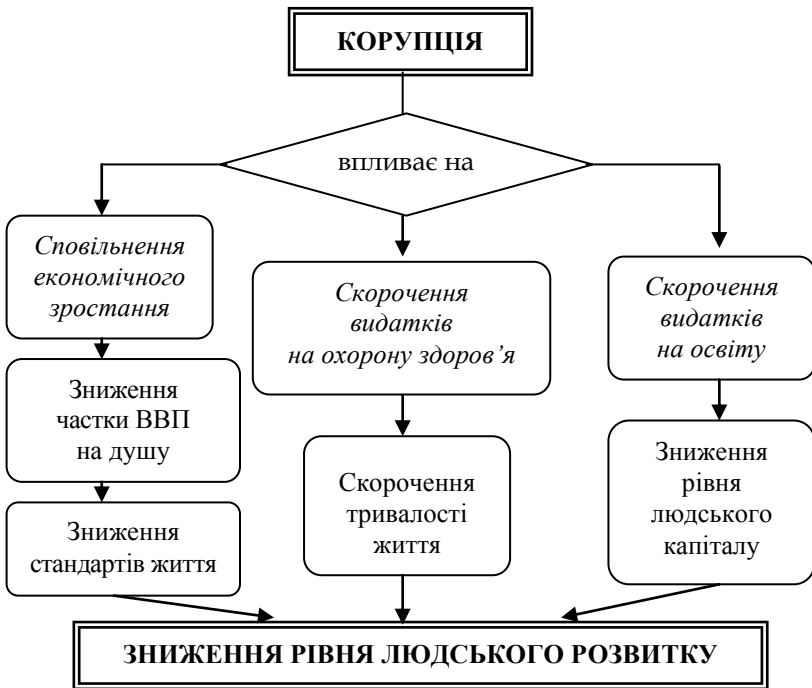 КОРУПЦІЯ
впливає на
Сповільнення
економічного
зростання
Зниження
частки ВВП
на душу
Зниження
стандартів життя
Скорочення
видатків
на охорону здоров’я
Скорочення
тривалості
життя
Скорочення
видатків
на освіту
Зниження
рівня
людського
капіталу
ЗНИЖЕННЯ РІВНЯ ЛЮДСЬКОГО РОЗВИТКУ